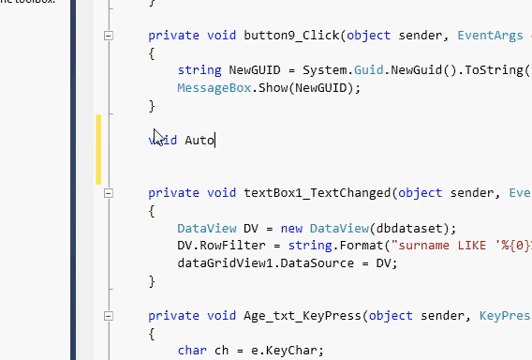 the toolbox.
}
private void button9_Click(object sender, EventArgs
{
string NewGUID = System.Guid.NewGuid().ToString(
MessageBox.Show(NewGUID);
}
void Auto
private void textBox1_TextChanged(object sender, Eve
{
DataView DV = new DataView(dbdataset);
DV.RowFilter = string.Format("surname LIKE '%{0}
dataGridView1.DataSource = DV;
}
private void Age_txt_KeyPress(object sender, KeyPres
{
char ch = e.KeyChar;